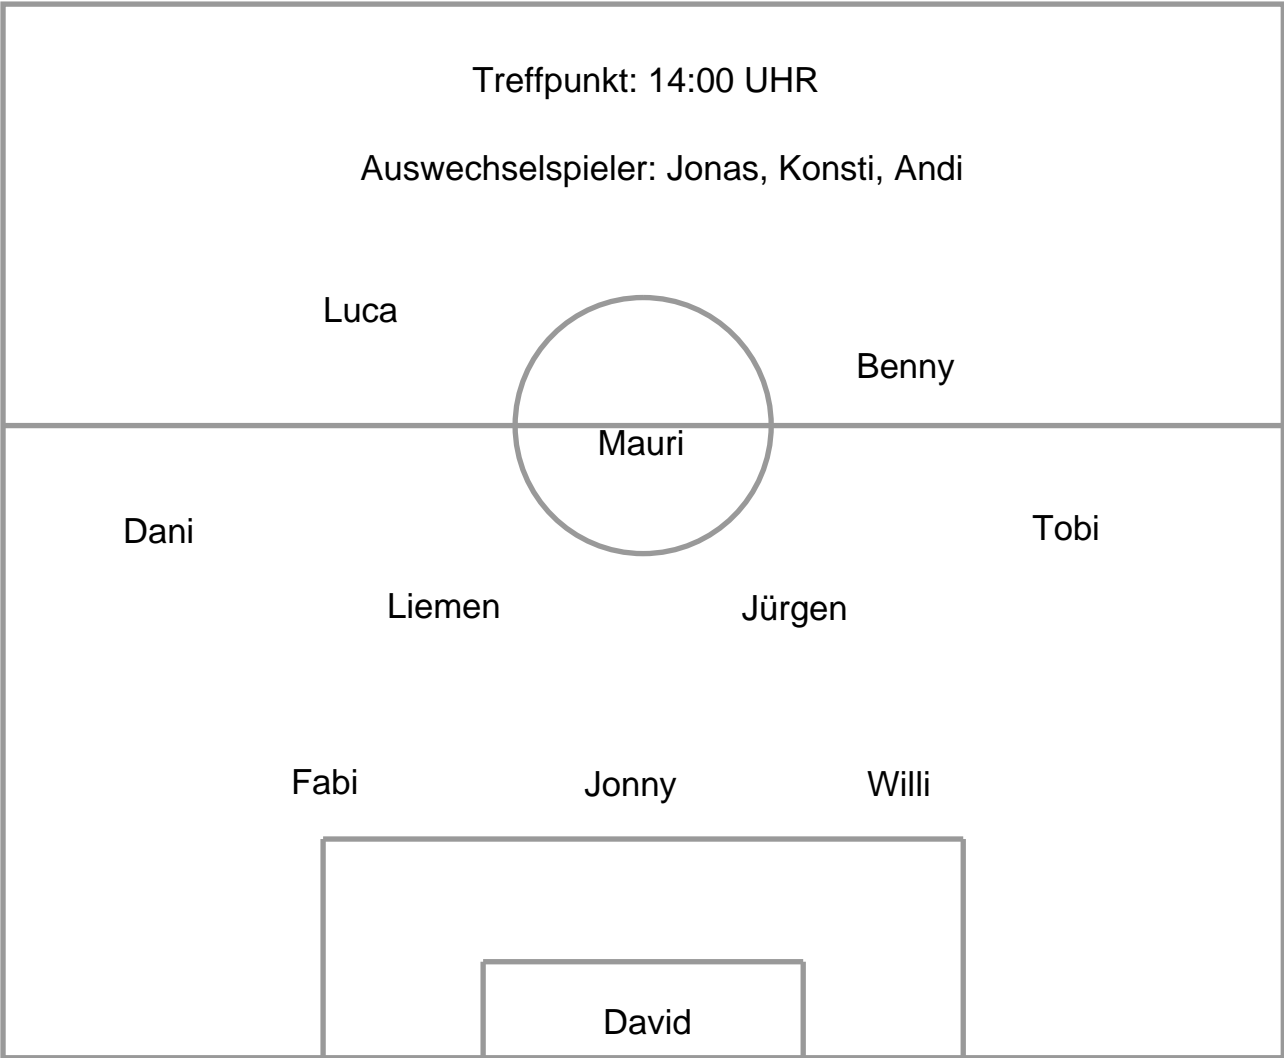 Treffpunkt: 14:00 UHR
Auswechselspieler: Jonas, Konsti, Andi
Luca
Benny
Mauri
Dani
Tobi
Liemen
Jürgen
Fabi
Jonny
Willi
David